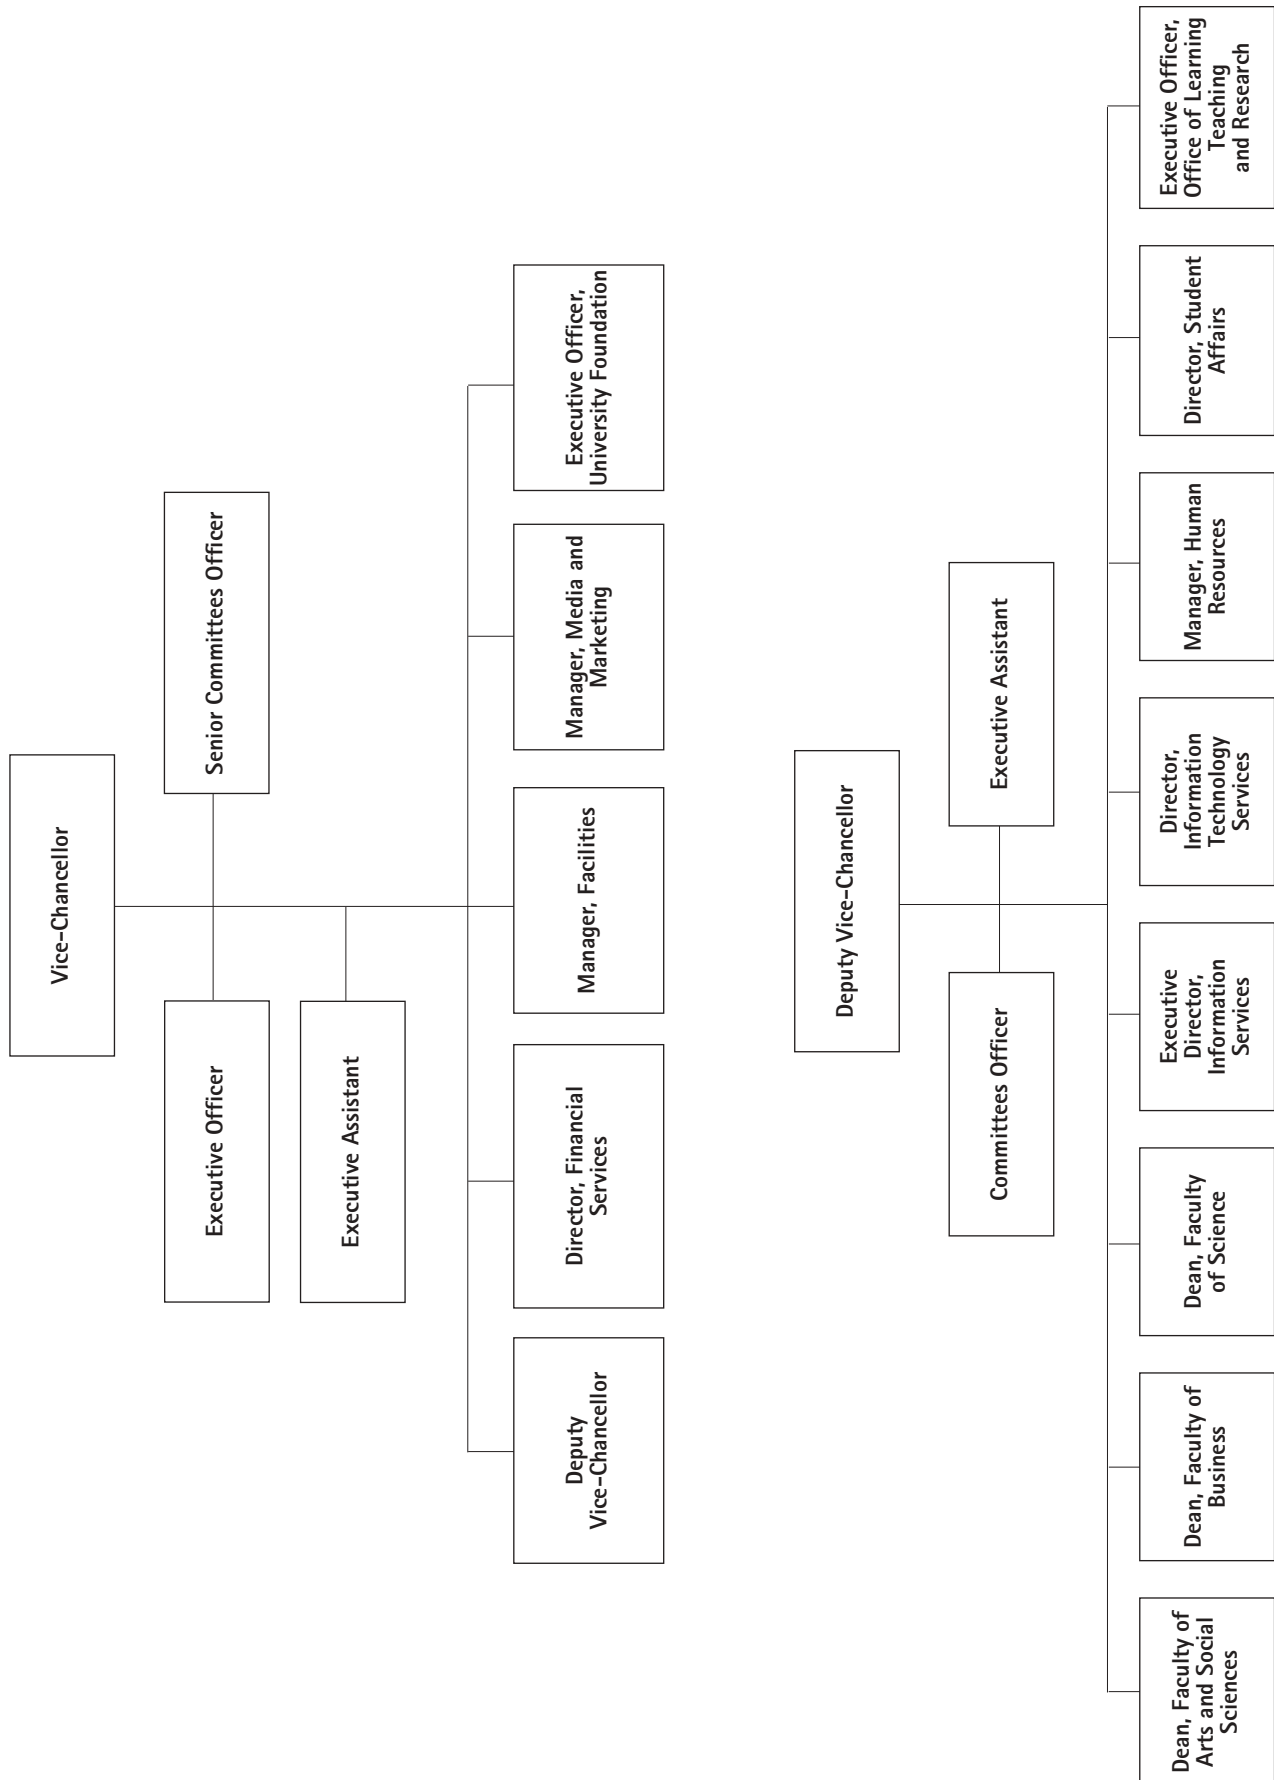 Vice-Chancellor
Executive Officer
Senior Committees Officer
Executive Assistant
Deputy
Vice-Chancellor
Director, Financial
Services
Manager, Facilities
Manager, Media and
Marketing
Executive Officer,
University Foundation
Deputy Vice-Chancellor
Committees Officer
Executive Assistant
Dean, Faculty of
Arts and Social
Sciences
Dean, Faculty of
Business
Dean, Faculty
of Science
Executive
Director,
Information
Services
Director,
Information
Technology
Services
Manager, Human
Resources
Director, Student
Affairs
Executive Officer,
Office of Learning
Teaching
and Research